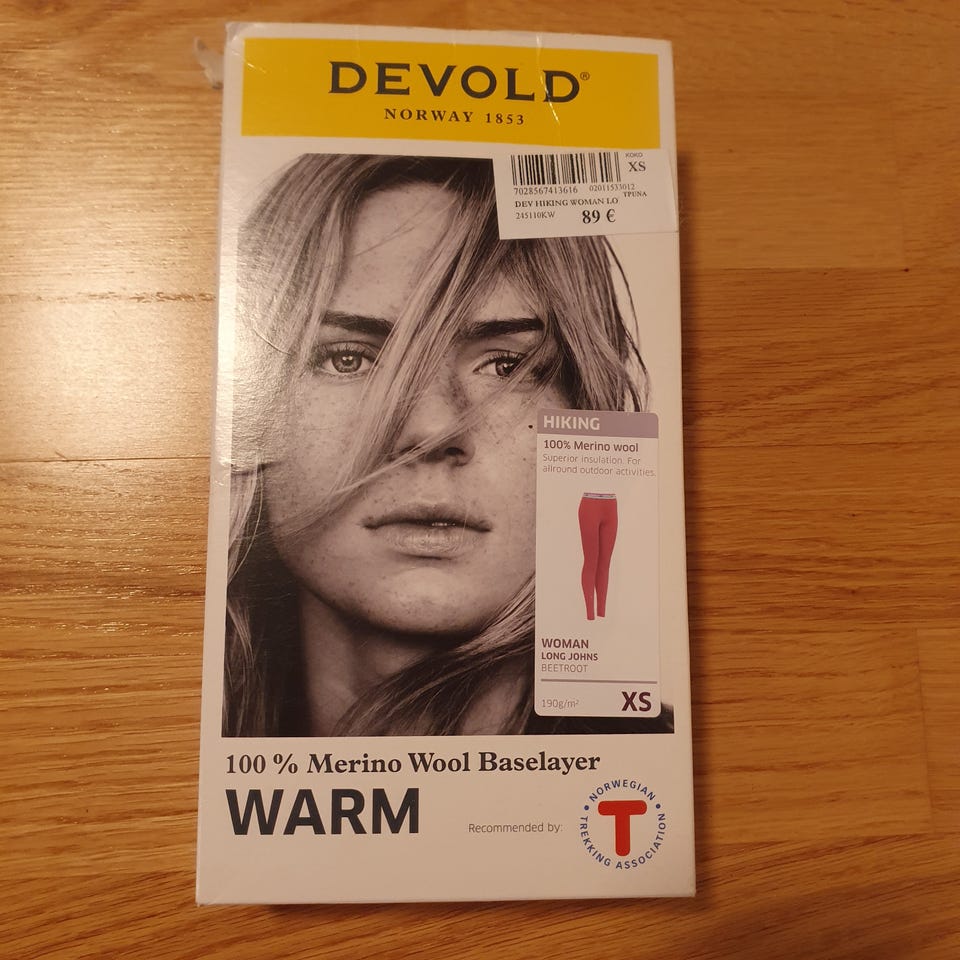 DEVOLD®
NORWAY 1853
KOKO
XS
7028567413616 02011533012
TPUNA
DEV HIKING WOMAN LO
245110KW 89 €
HIKING
100% Merino wool
Superior insulation. For
allround outdoor activities.
WOMAN
LONG JOHNS
BEETROOT
190g/m²
XS
100 % Merino Wool Baselayer
WARM
Recommended by:
NORWEGIAN
T
TREKKING ASSOCIATION